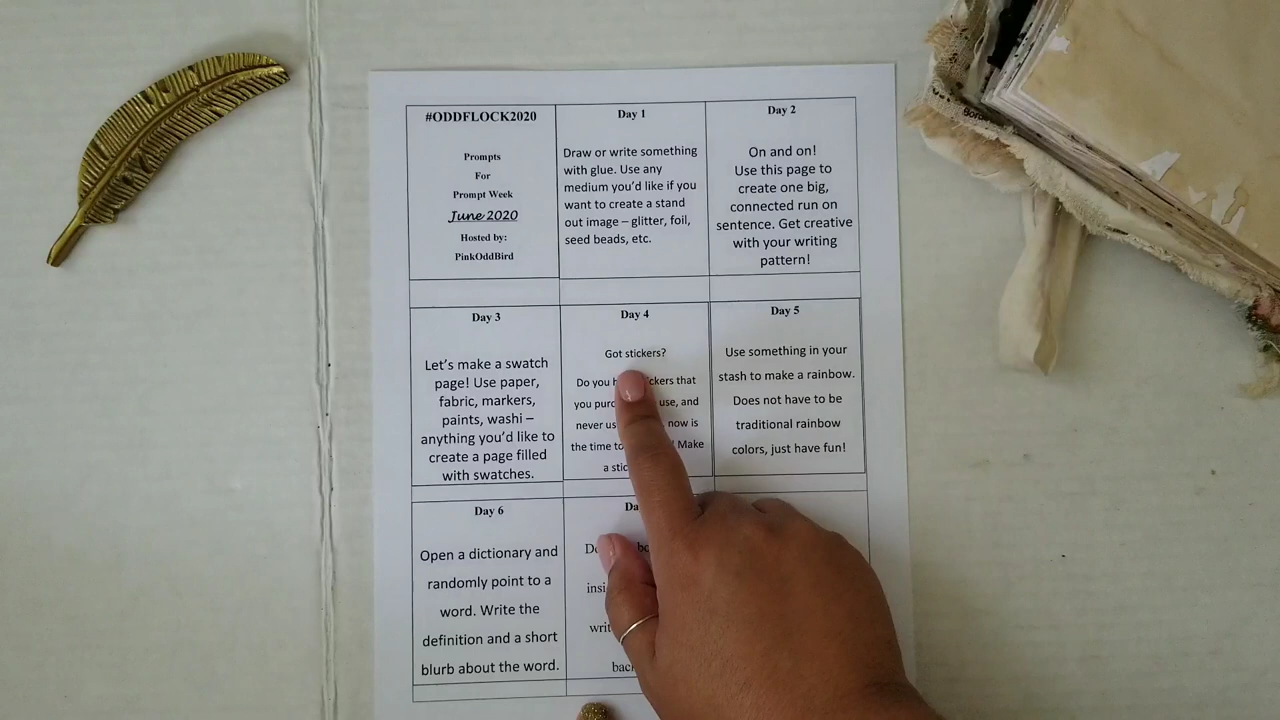 #ODDFLOCK2020
Prompts
For
Prompt Week
June 2020
Hosted by:
PinkOddBird
Day 1
Draw or write something
with glue. Use any
medium you'd like if you
want to create a stand
out image – glitter, foil,
seed beads, etc.
Day 2
On and on!
Use this page to
create one big,
connected run on
sentence. Get creative
with your writing
pattern!
Day 3
Let's make a swatch
page! Use paper,
fabric, markers,
paints, washi –
anything you'd like to
create a page filled
with swatches.
Day 4
Got stickers?
Do you that
you use, and
never now is
the time to Make
a
Day 5
Use something in your
stash to make a rainbow.
Does not have to be
traditional rainbow
colors, just have fun!
Day 6
Open a dictionary and
randomly point to a
word. Write the
definition and a short
blurb about the word.